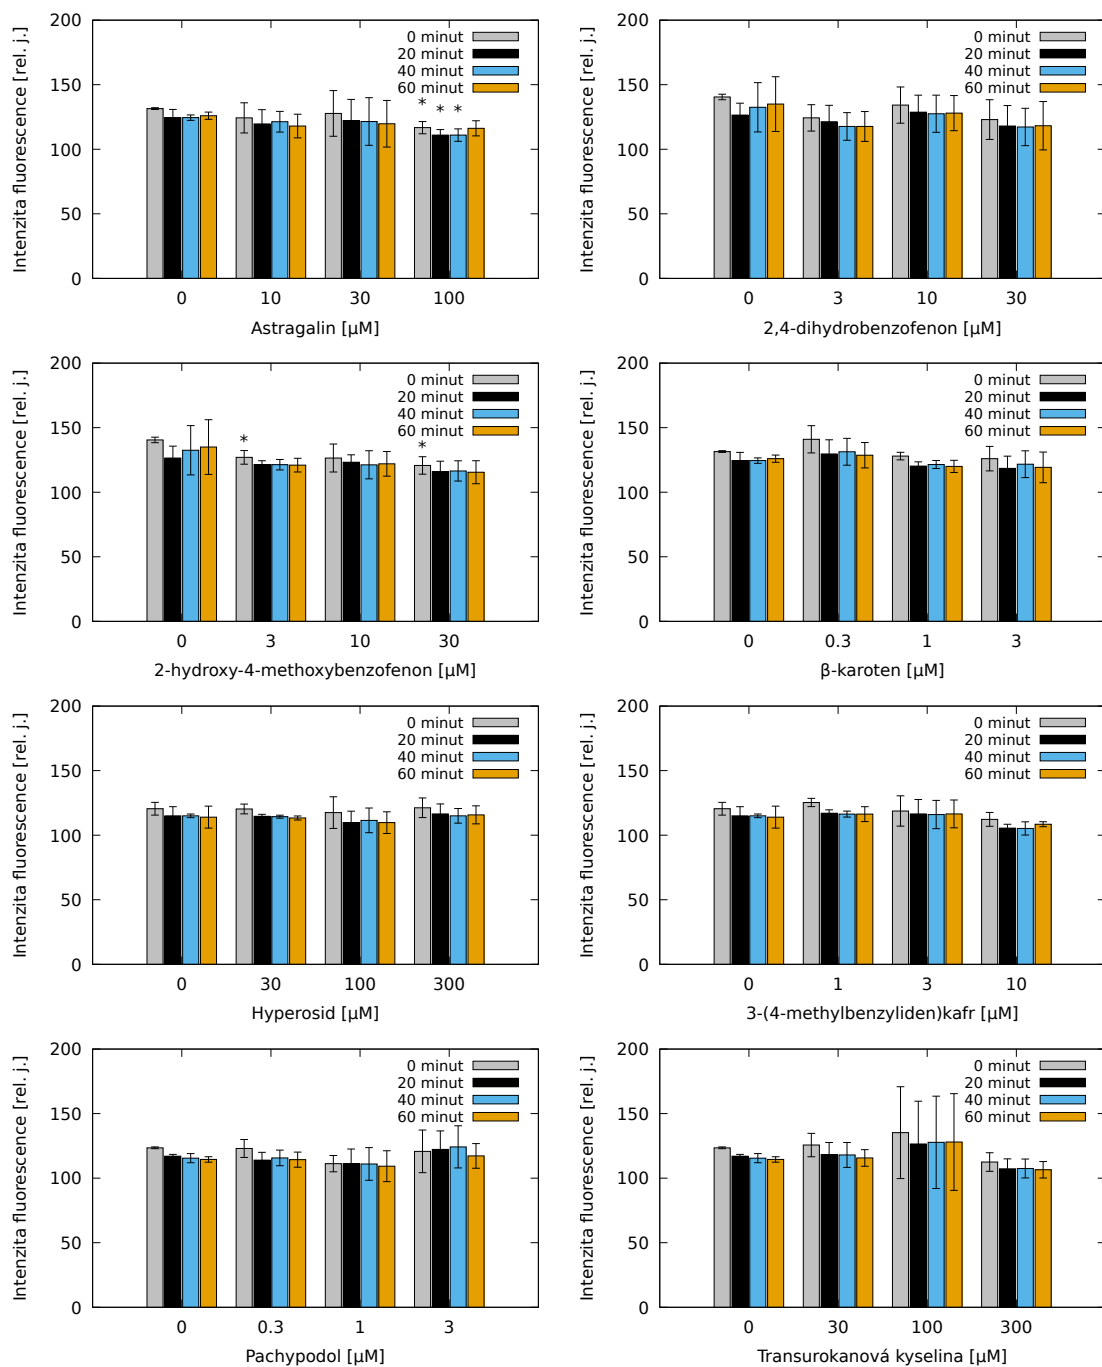 Intenzita fluorescence [rel. j.]
200
150
100
50
0
0 minut
20 minut
40 minut
60 minut
* * *
0 10 30 100
Astragalin [μM]
Intenzita fluorescence [rel. j.]
200
150
100
50
0
0 minut
20 minut
40 minut
60 minut
0 3 10 30
2,4-dihydrobenzofenon [μM]
Intenzita fluorescence [rel. j.]
200
150
100
50
0
0 minut
20 minut
40 minut
60 minut
* *
0 3 10 30
2-hydroxy-4-methoxybenzofenon [μM]
Intenzita fluorescence [rel. j.]
200
150
100
50
0
0 minut
20 minut
40 minut
60 minut
0 0.3 1 3
β-karoten [μM]
Intenzita fluorescence [rel. j.]
200
150
100
50
0
0 minut
20 minut
40 minut
60 minut
0 30 100 300
Hyperosid [μM]
Intenzita fluorescence [rel. j.]
200
150
100
50
0
0 minut
20 minut
40 minut
60 minut
0 1 3 10
3-(4-methylbenzyliden)kafr [μM]
Intenzita fluorescence [rel. j.]
200
150
100
50
0
0 minut
20 minut
40 minut
60 minut
0 0.3 1 3
Pachypodol [μM]
Intenzita fluorescence [rel. j.]
200
150
100
50
0
0 minut
20 minut
40 minut
60 minut
0 30 100 300
Transurokanová kyselina [μM]